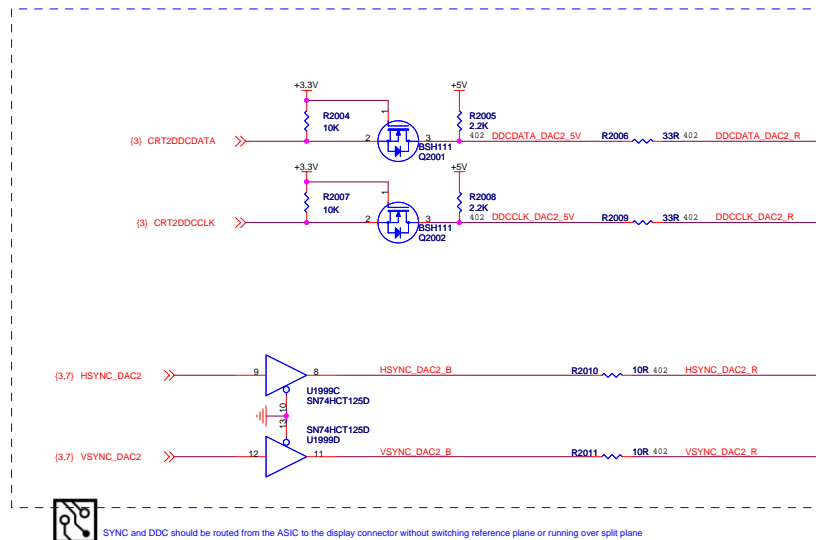 +3.3V +5V
1
R2004 R2005
10K 2.2K
{3} CRT2DDCDATA 2 3 402 DDCDATA_DAC2_5V R2006 33R 402 DDCDATA_DAC2_R
BSH111
Q2001
+3.3V +5V
1
R2007 R2008
10K 2.2K
{3} CRT2DDCCLK 2 3 402 DDCCLK_DAC2_5V R2009 33R 402 DDCCLK_DAC2_R
BSH111
Q2002
{3,7} HSYNC_DAC2 9 8 HSYNC_DAC2_B R2010 10R 402 HSYNC_DAC2_R
U1999C
SN74HCT125D
10
13
SN74HCT125D
U1999D
{3,7} VSYNC_DAC2 12 11 VSYNC_DAC2_B R2011 10R 402 VSYNC_DAC2_R
SYNC and DDC should be routed from the ASIC to the display connector without switching reference plane or running over split plane